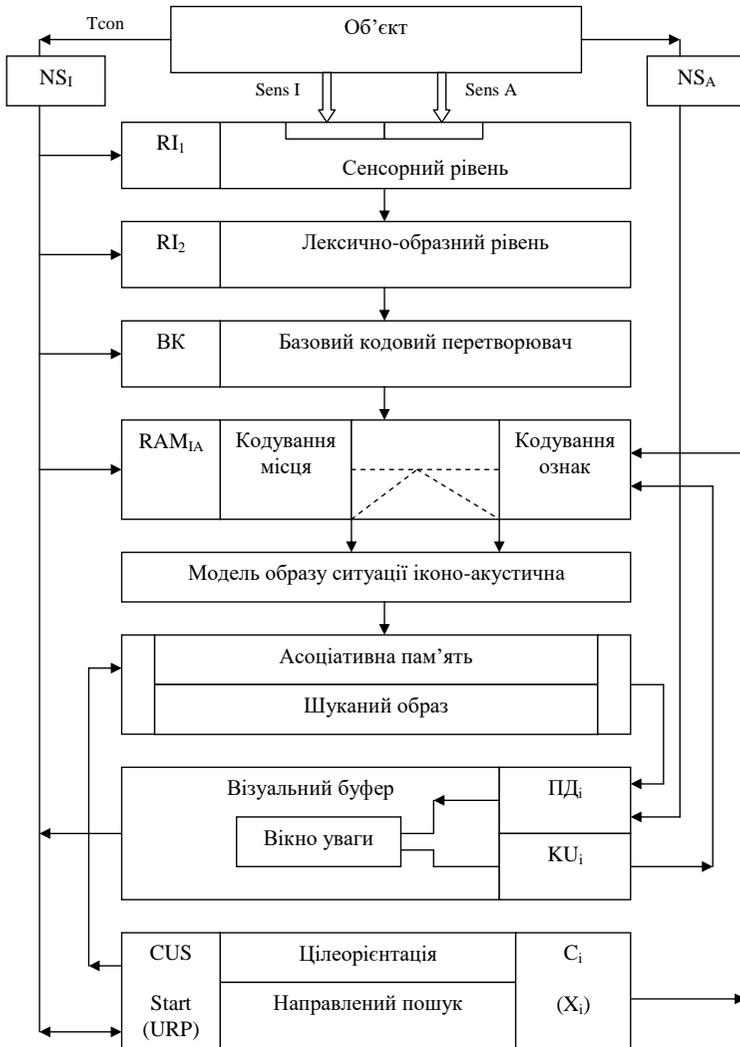 Об’єкт
Tcon
NSI
NSA
Sens I
Sens A
RI1
Сенсорний рівень
RI2
Лексично-образний рівень
ВК
Базовий кодовий перетворювач
RAMIA
Кодування
місця
Кодування
ознак
Модель образу ситуації іконо-акустична
Асоціативна пам’ять
Шуканий образ
Візуальний буфер
ПДi
Вікно уваги
KUi
CUS
Цілеорієнтація
Ci
Start
(URP)
Направлений пошук
(Xi)